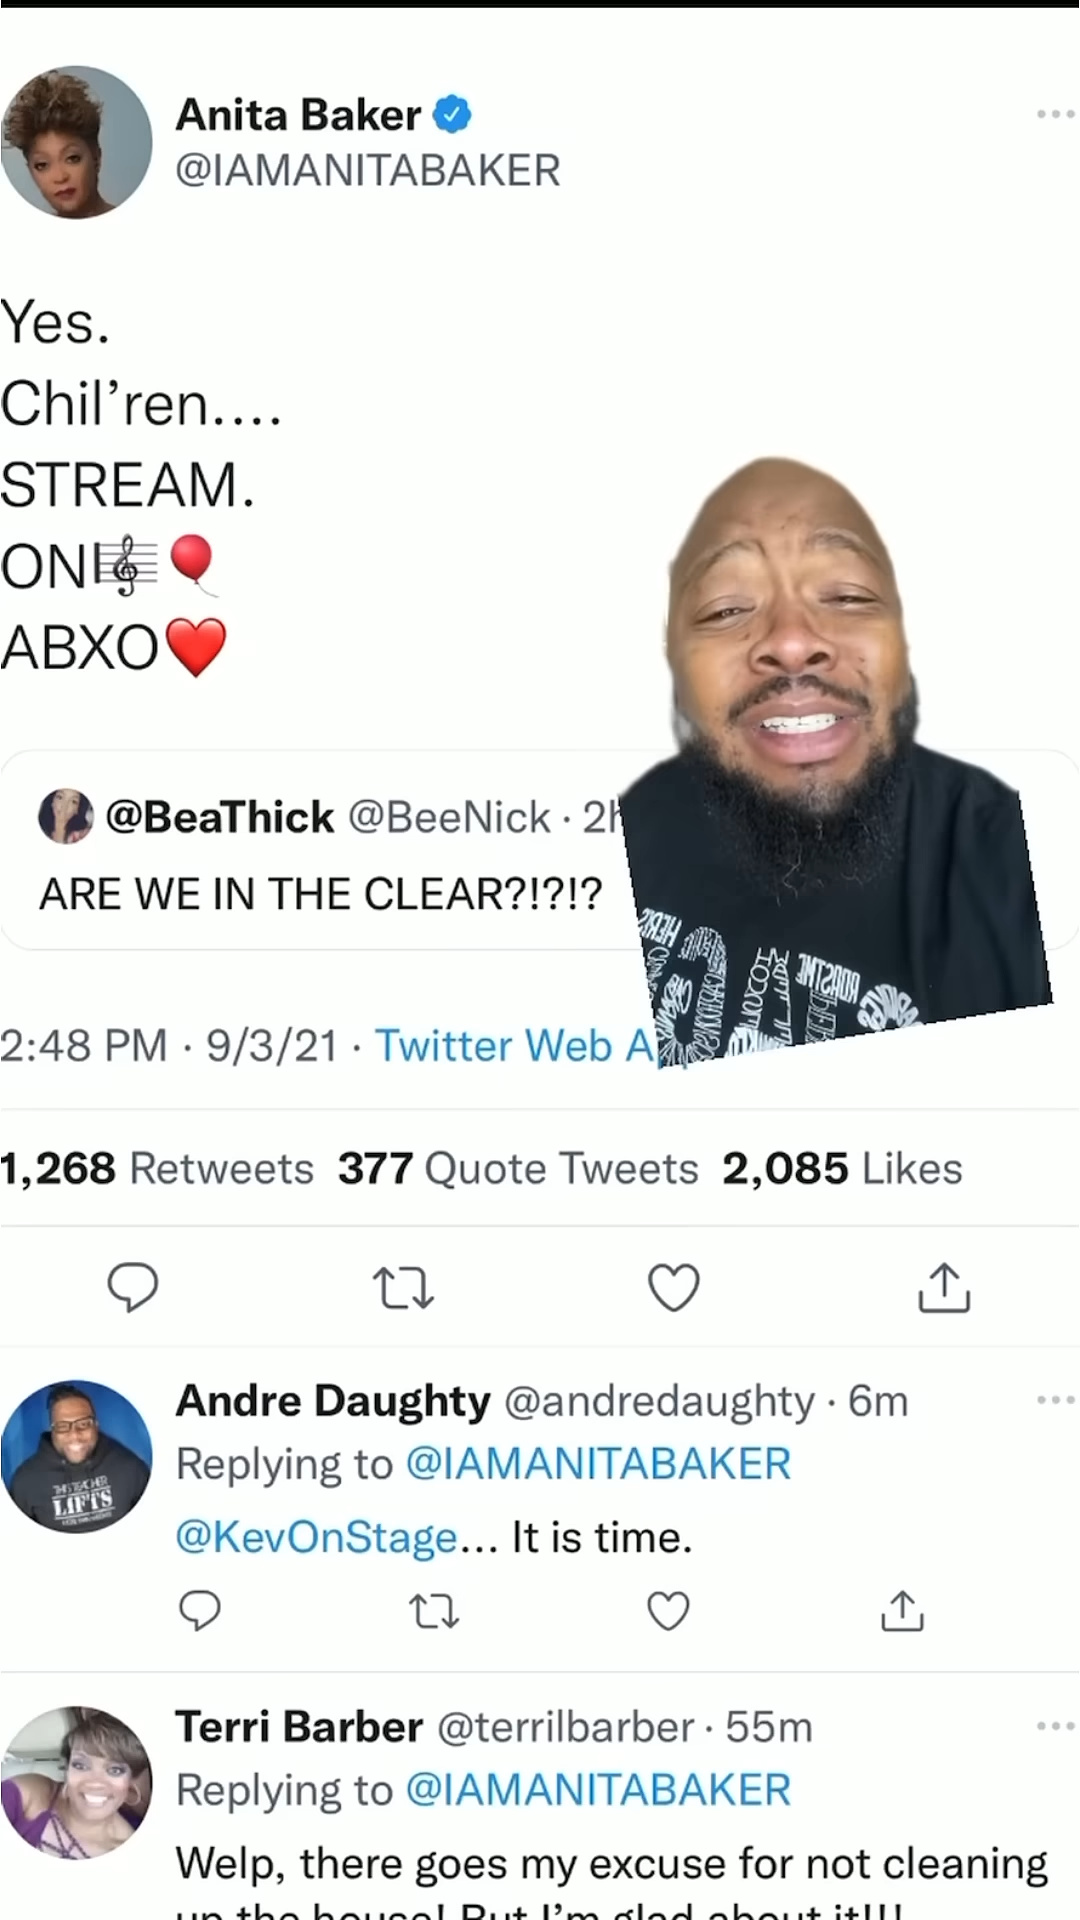 Anita Baker
@IAMANITABAKER
Yes.
Chil’ren....
STREAM.
ON🎼🎈
ABXO❤️
@BeaThick @BeeNick · 2h
ARE WE IN THE CLEAR?!?!?
2:48 PM · 9/3/21 · Twitter Web A
1,268 Retweets 377 Quote Tweets 2,085 Likes
Andre Daughty @andredaughty · 6m
Replying to @IAMANITABAKER
@KevOnStage... It is time.
THIS TEACHER
LIFTS
Terri Barber @terrilbarber · 55m
Replying to @IAMANITABAKER
Welp, there goes my excuse for not cleaning
up the house! But I’m glad about it!!!